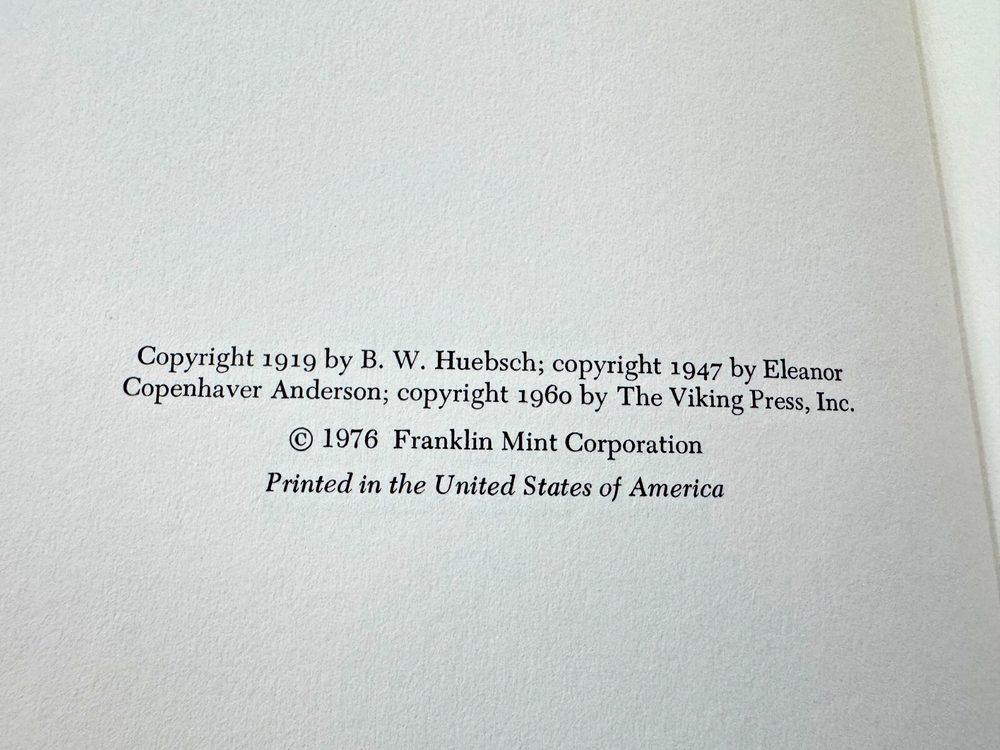 Copyright 1919 by B. W. Huebsch; copyright 1947 by Eleanor
Copenhaver Anderson; copyright 1960 by The Viking Press, Inc.
© 1976 Franklin Mint Corporation
Printed in the United States of America